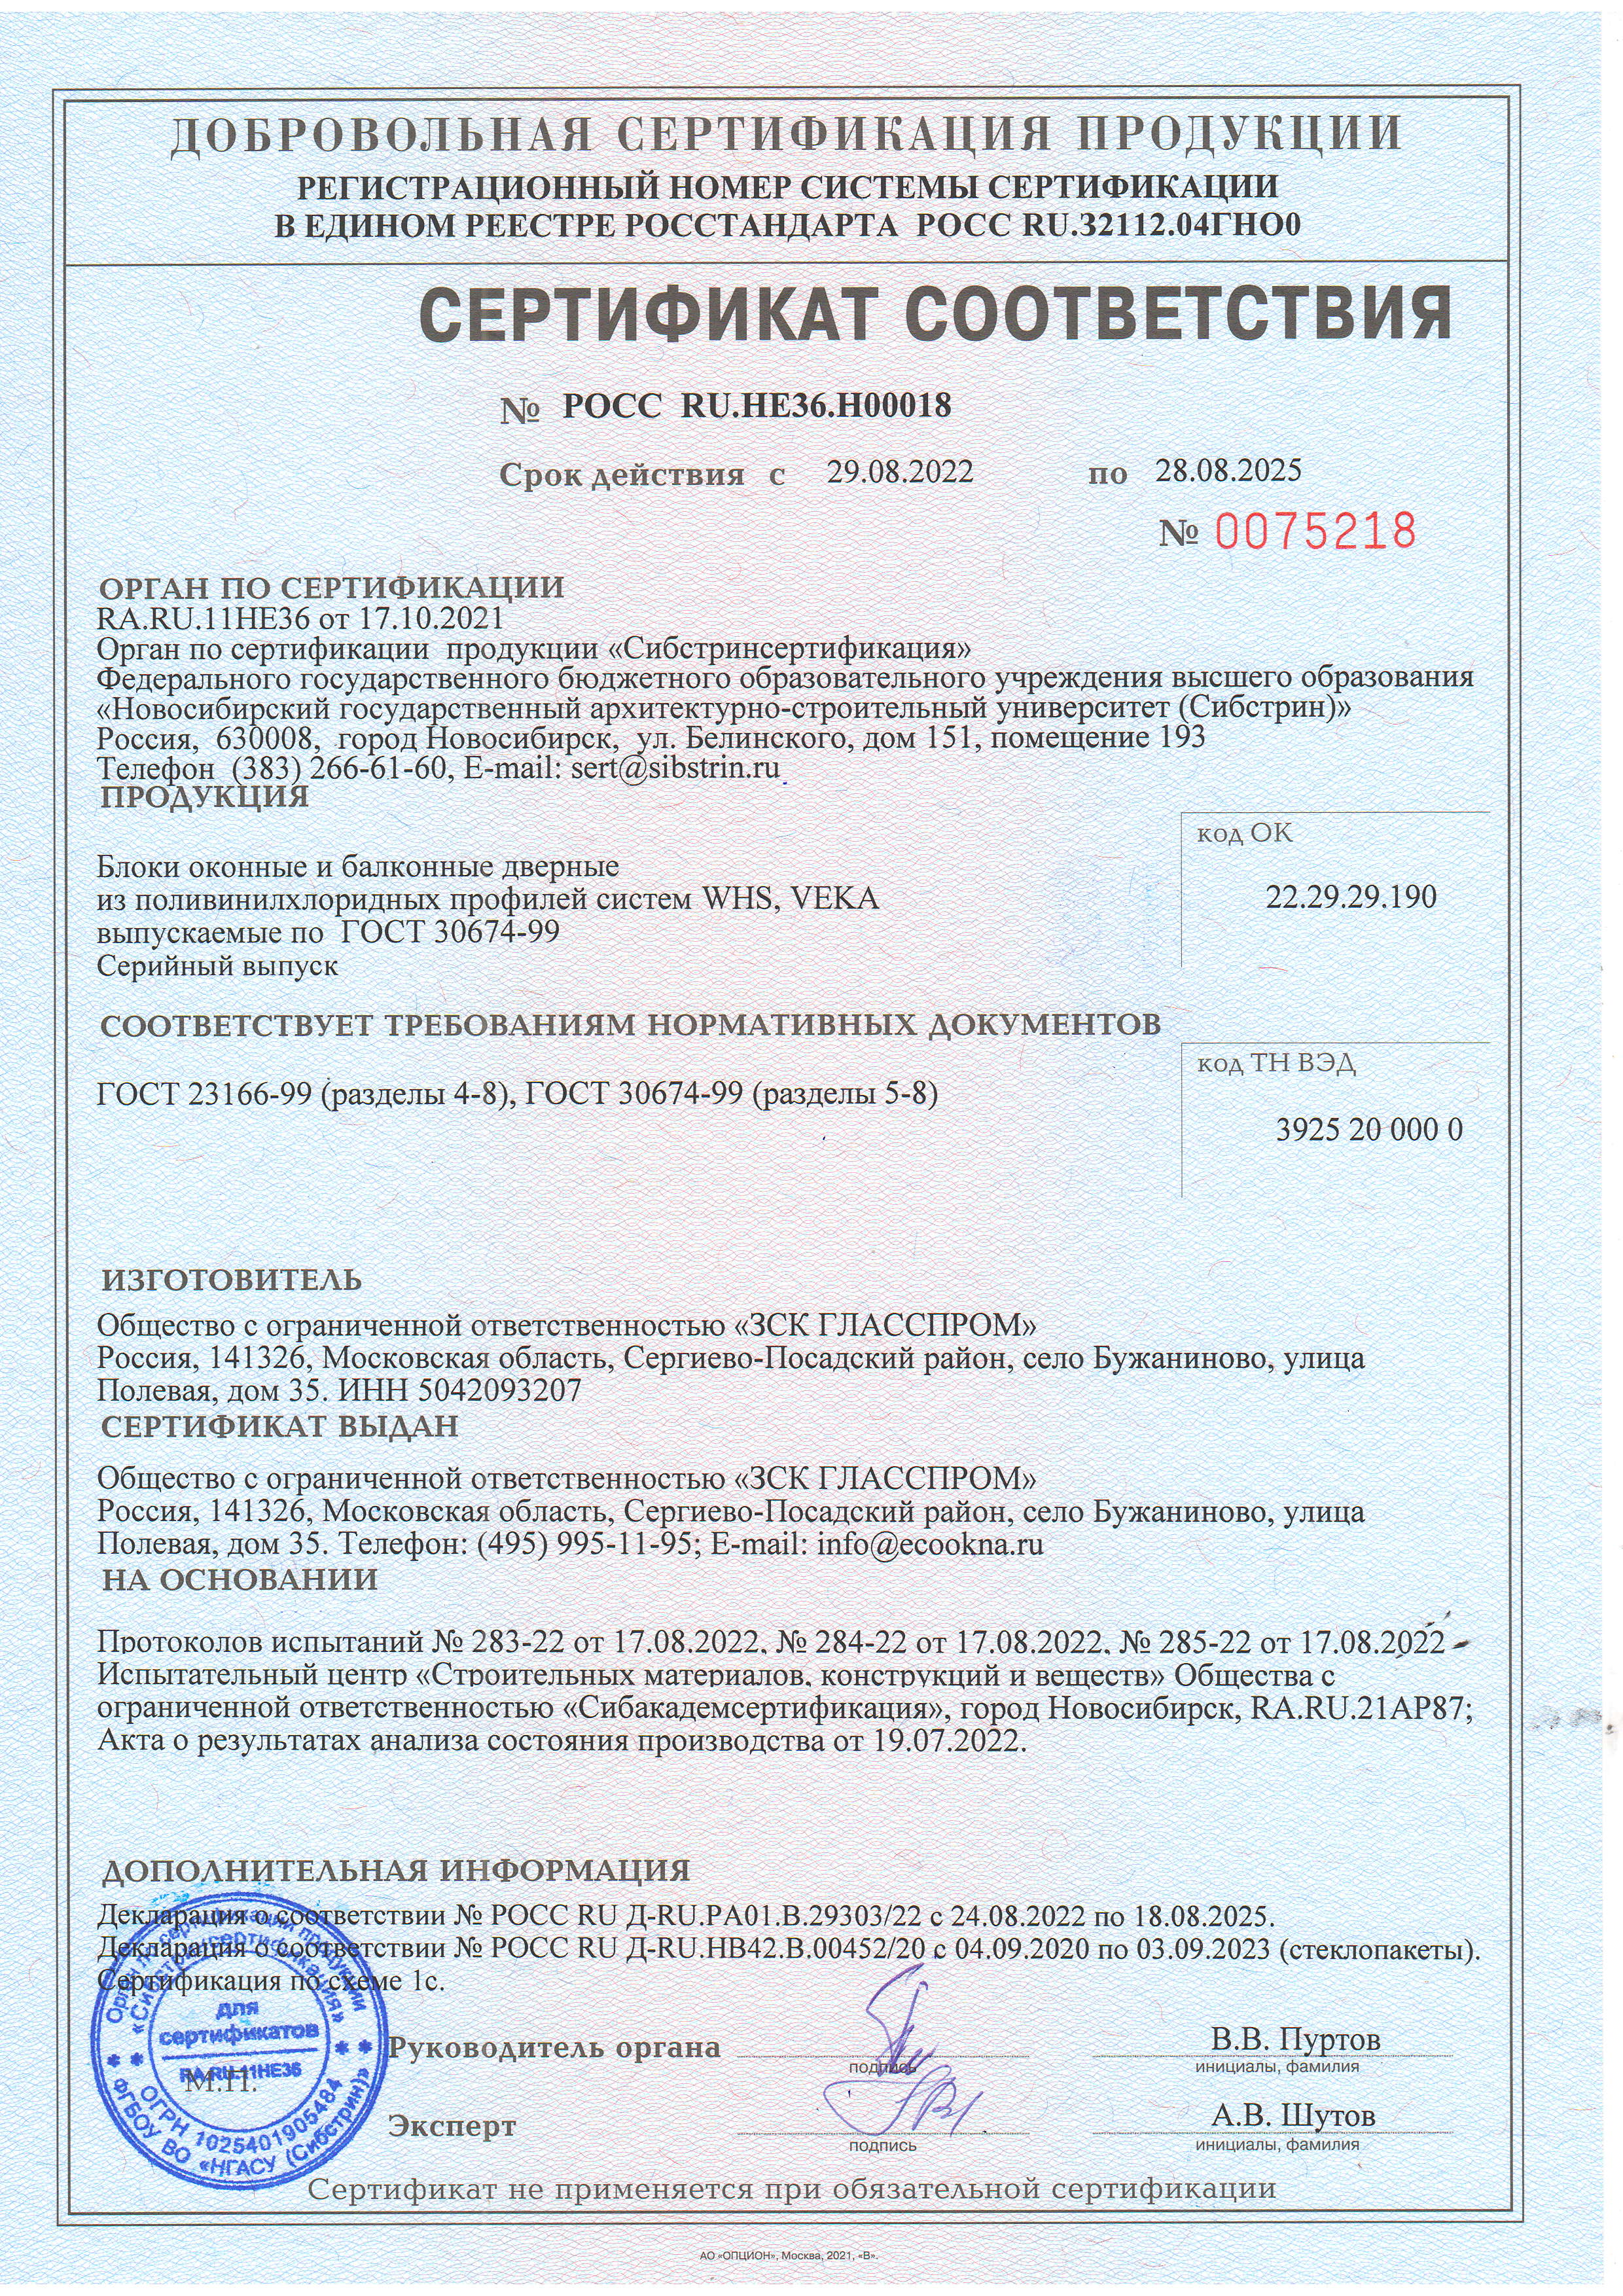 ДОБРОВОЛЬНАЯ СЕРТИФИКАЦИЯ ПРОДУКЦИИ
РЕГИСТРАЦИОННЫЙ НОМЕР СИСТЕМЫ СЕРТИФИКАЦИИ
В ЕДИНОМ РЕЕСТРЕ РОССТАНДАРТА РОСС RU.32112.04ГНО0
СЕРТИФИКАТ СООТВЕТСТВИЯ
№ РОСС RU.НЕ36.Н00018
Срок действия с 29.08.2022 по 28.08.2025
№ 0075218
ОРГАН ПО СЕРТИФИКАЦИИ
RA.RU.11НЕ36 от 17.10.2021
Орган по сертификации продукции «Сибстринсертификация»
Федерального государственного бюджетного образовательного учреждения высшего образования
«Новосибирский государственный архитектурно-строительный университет (Сибстрин)»
Россия, 630008, город Новосибирск, ул. Белинского, дом 151, помещение 193
Телефон (383) 266-61-60, E-mail: sert@sibstrin.ru
ПРОДУКЦИЯ
код ОК
Блоки оконные и балконные дверные
из поливинилхлоридных профилей систем WHS, VEKA
22.29.29.190
выпускаемые по ГОСТ 30674-99
Серийный выпуск
СООТВЕТСТВУЕТ ТРЕБОВАНИЯМ НОРМАТИВНЫХ ДОКУМЕНТОВ
код ТН ВЭД
ГОСТ 23166-99 (разделы 4-8), ГОСТ 30674-99 (разделы 5-8)
3925 20 000 0
ИЗГОТОВИТЕЛЬ
Общество с ограниченной ответственностью «ЗСК ГЛАССПРОМ»
Россия, 141326, Московская область, Сергиево-Посадский район, село Бужаниново, улица
Полевая, дом 35. ИНН 5042093207
СЕРТИФИКАТ ВЫДАН
Общество с ограниченной ответственностью «ЗСК ГЛАССПРОМ»
Россия, 141326, Московская область, Сергиево-Посадский район, село Бужаниново, улица
Полевая, дом 35. Телефон: (495) 995-11-95; E-mail: info@ecookna.ru
НА ОСНОВАНИИ
Протоколов испытаний № 283-22 от 17.08.2022, № 284-22 от 17.08.2022, № 285-22 от 17.08.2022
Испытательный центр «Строительных материалов, конструкций и веществ» Общества с
ограниченной ответственностью «Сибакадемсертификация», город Новосибирск, RA.RU.21АР87;
Акта о результатах анализа состояния производства от 19.07.2022.
ДОПОЛНИТЕЛЬНАЯ ИНФОРМАЦИЯ
Декларация о соответствии № РОСС RU Д-RU.РА01.В.29303/22 с 24.08.2022 по 18.08.2025.
Декларация о соответствии № РОСС RU Д-RU.НВ42.В.00452/20 с 04.09.2020 по 03.09.2023 (стеклопакеты).
Сертификация по схеме 1с.
Орган по сертификации продукции
«Сибстринсертификация»
для
сертификатов
RA.RU.11НЕ36
ОГРН 1025401905484
ФГБОУ ВО «НГАСУ (Сибстрин)»
М.П.
Руководитель органа
подпись
В.В. Пуртов
инициалы, фамилия
Эксперт
подпись
А.В. Шутов
инициалы, фамилия
Сертификат не применяется при обязательной сертификации
АО «ОПЦИОН», Москва, 2021, «В».